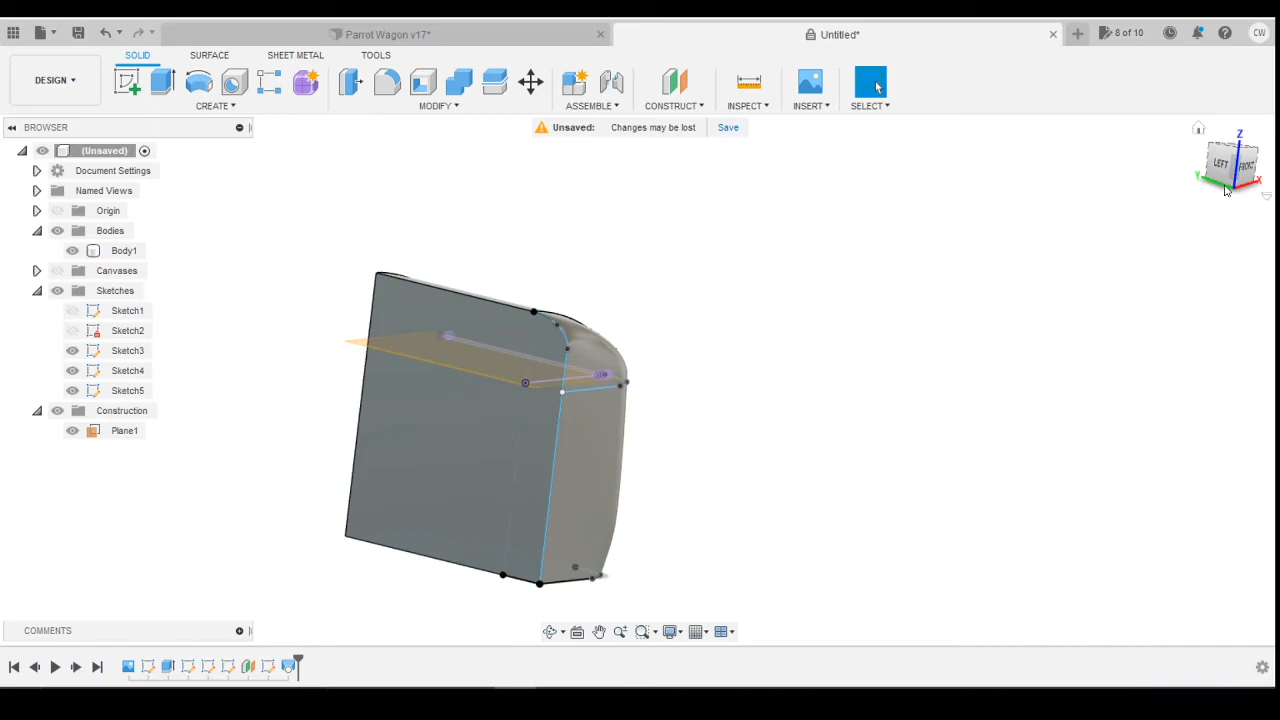 Parrot Wagon v17*
Untitled*
8 of 10
CW
DESIGN
SOLID
SURFACE
SHEET METAL
TOOLS
CREATE
MODIFY
ASSEMBLE
CONSTRUCT
INSPECT
INSERT
SELECT
BROWSER
Unsaved: Changes may be lost Save
(Unsaved)
Document Settings
Named Views
Origin
Bodies
Body1
Canvases
Sketches
Sketch1
Sketch2
Sketch3
Sketch4
Sketch5
Construction
Plane1
Z
LEFT
FRONT
Y
X
COMMENTS